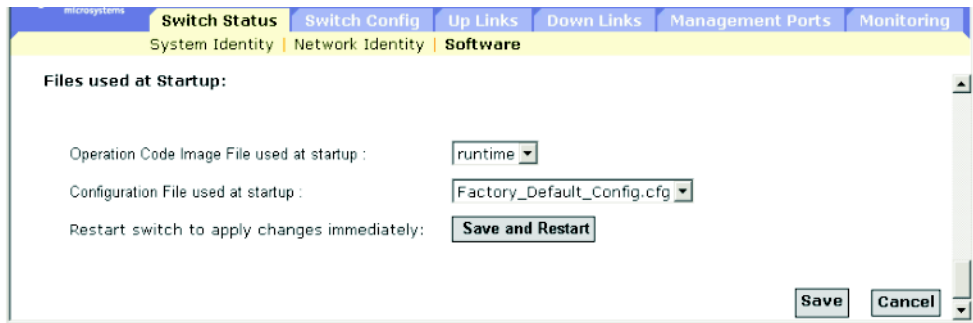 microsystems
Switch Status Switch Config Up Links Down Links Management Ports Monitoring
System Identity | Network Identity | Software
Files used at Startup:
Operation Code Image File used at startup : runtime
Configuration File used at startup : Factory_Default_Config.cfg
Restart switch to apply changes immediately: Save and Restart
Save Cancel